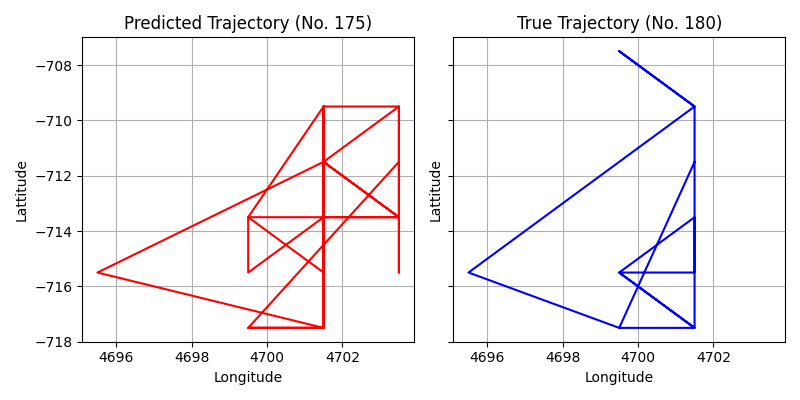 Predicted Trajectory (No. 175)
True Trajectory (No. 180)
−708
−710
−712
−714
−716
−718
Lattitude
Lattitude
4696 4698 4700 4702
4696 4698 4700 4702
Longitude
Longitude